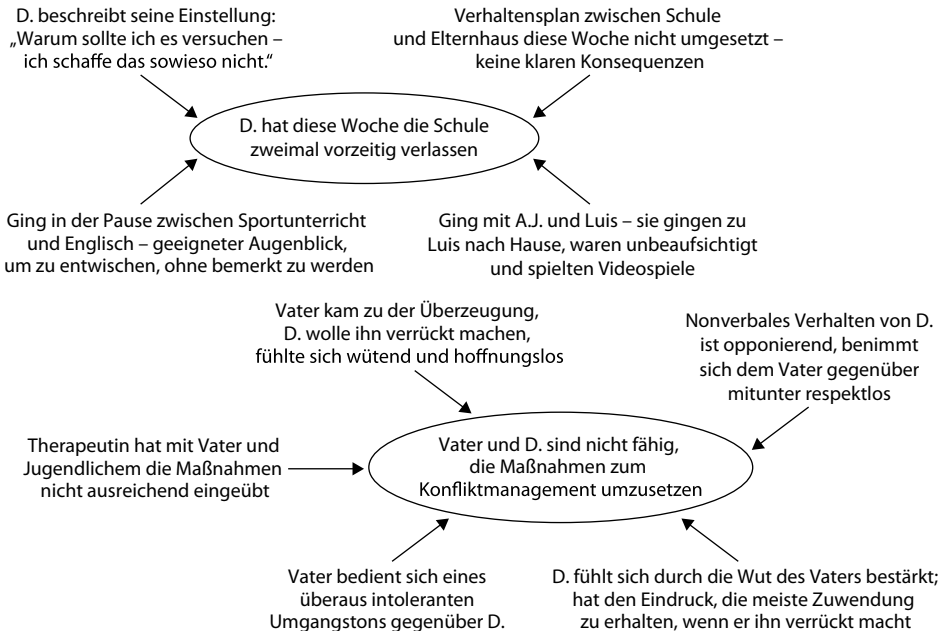 D. beschreibt seine Einstellung:
„Warum sollte ich es versuchen –
ich schaffe das sowieso nicht.“
Verhaltensplan zwischen Schule
und Elternhaus diese Woche nicht umgesetzt –
keine klaren Konsequenzen
D. hat diese Woche die Schule
zweimal vorzeitig verlassen
Ging in der Pause zwischen Sportunterricht
und Englisch – geeigneter Augenblick,
um zu entwischen, ohne bemerkt zu werden
Ging mit A.J. und Luis – sie gingen zu
Luis nach Hause, waren unbeaufsichtigt
und spielten Videospiele
Vater kam zu der Überzeugung,
D. wolle ihn verrückt machen,
fühlte sich wütend und hoffnungslos
Nonverbales Verhalten von D.
ist opponierend, benimmt
sich dem Vater gegenüber
mitunter respektlos
Therapeutin hat mit Vater und
Jugendlichem die Maßnahmen
nicht ausreichend eingeübt
Vater und D. sind nicht fähig,
die Maßnahmen zum
Konfliktmanagement umzusetzen
Vater bedient sich eines
überaus intoleranten
Umgangstons gegenüber D.
D. fühlt sich durch die Wut des Vaters bestärkt;
hat den Eindruck, die meiste Zuwendung
zu erhalten, wenn er ihn verrückt macht